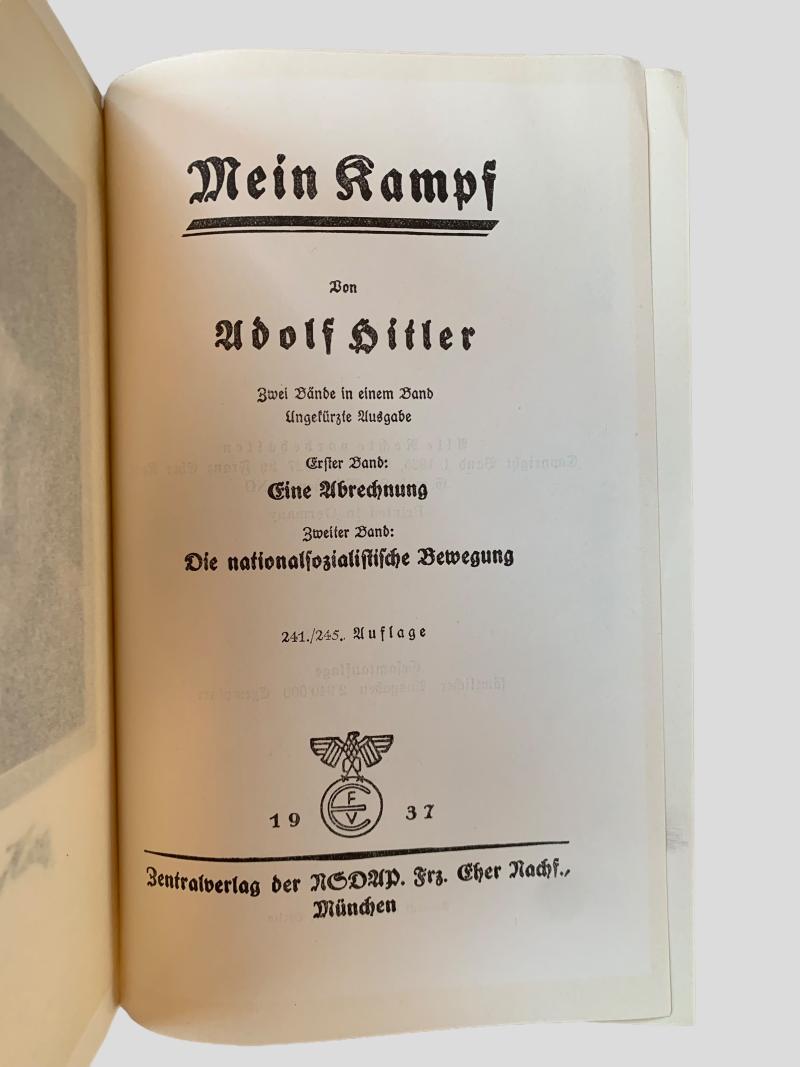 Mein Kampf
Von
Adolf Hitler
Zwei Bände in einem Band
Ungekürzte Ausgabe
Erster Band:
Eine Abrechnung
Zweiter Band:
Die nationalsozialistische Bewegung
241./245. Auflage
F
E
V
19 37
Zentralverlag der NSDAP. Frz. Eher Nachf.,
München